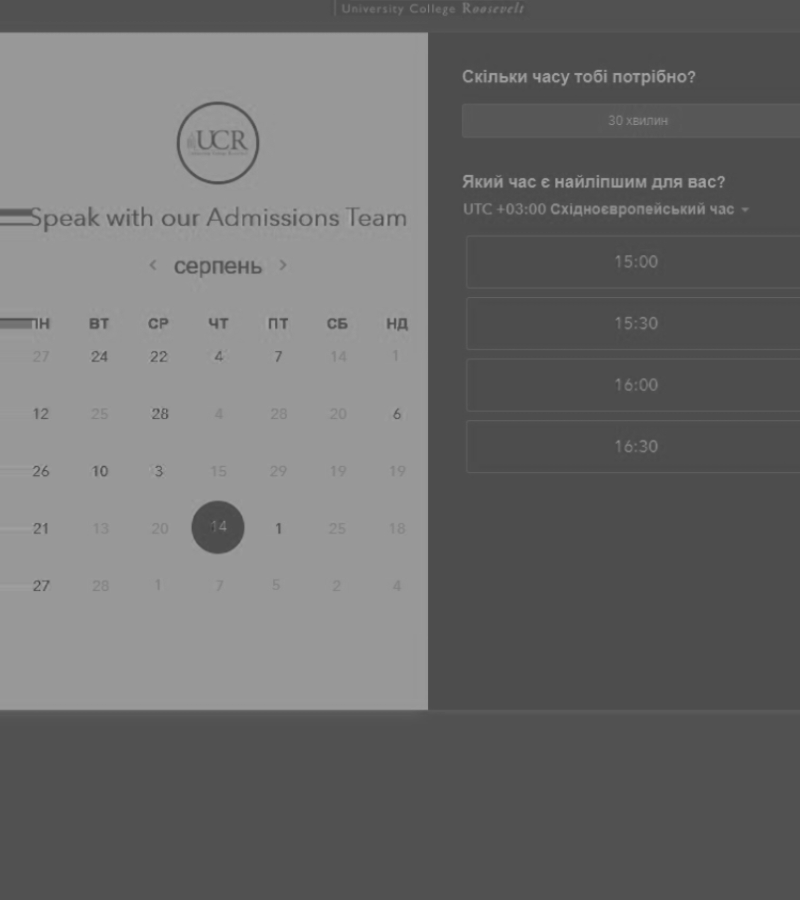 University College Roosevelt
UCR
Speak with our Admissions Team
‹ серпень ›
ПН ВТ СР ЧТ ПТ СБ НД
27 24 22 4 7 14 1
12 25 28 4 28 20 6
26 10 3 15 29 19 19
21 13 20 14 1 25 18
27 28 1 7 5 2 4
Скільки часу тобі потрібно?
30 хвилин
Який час є найліпшим для вас?
UTC +03:00 Східноєвропейський час
15:00
15:30
16:00
16:30